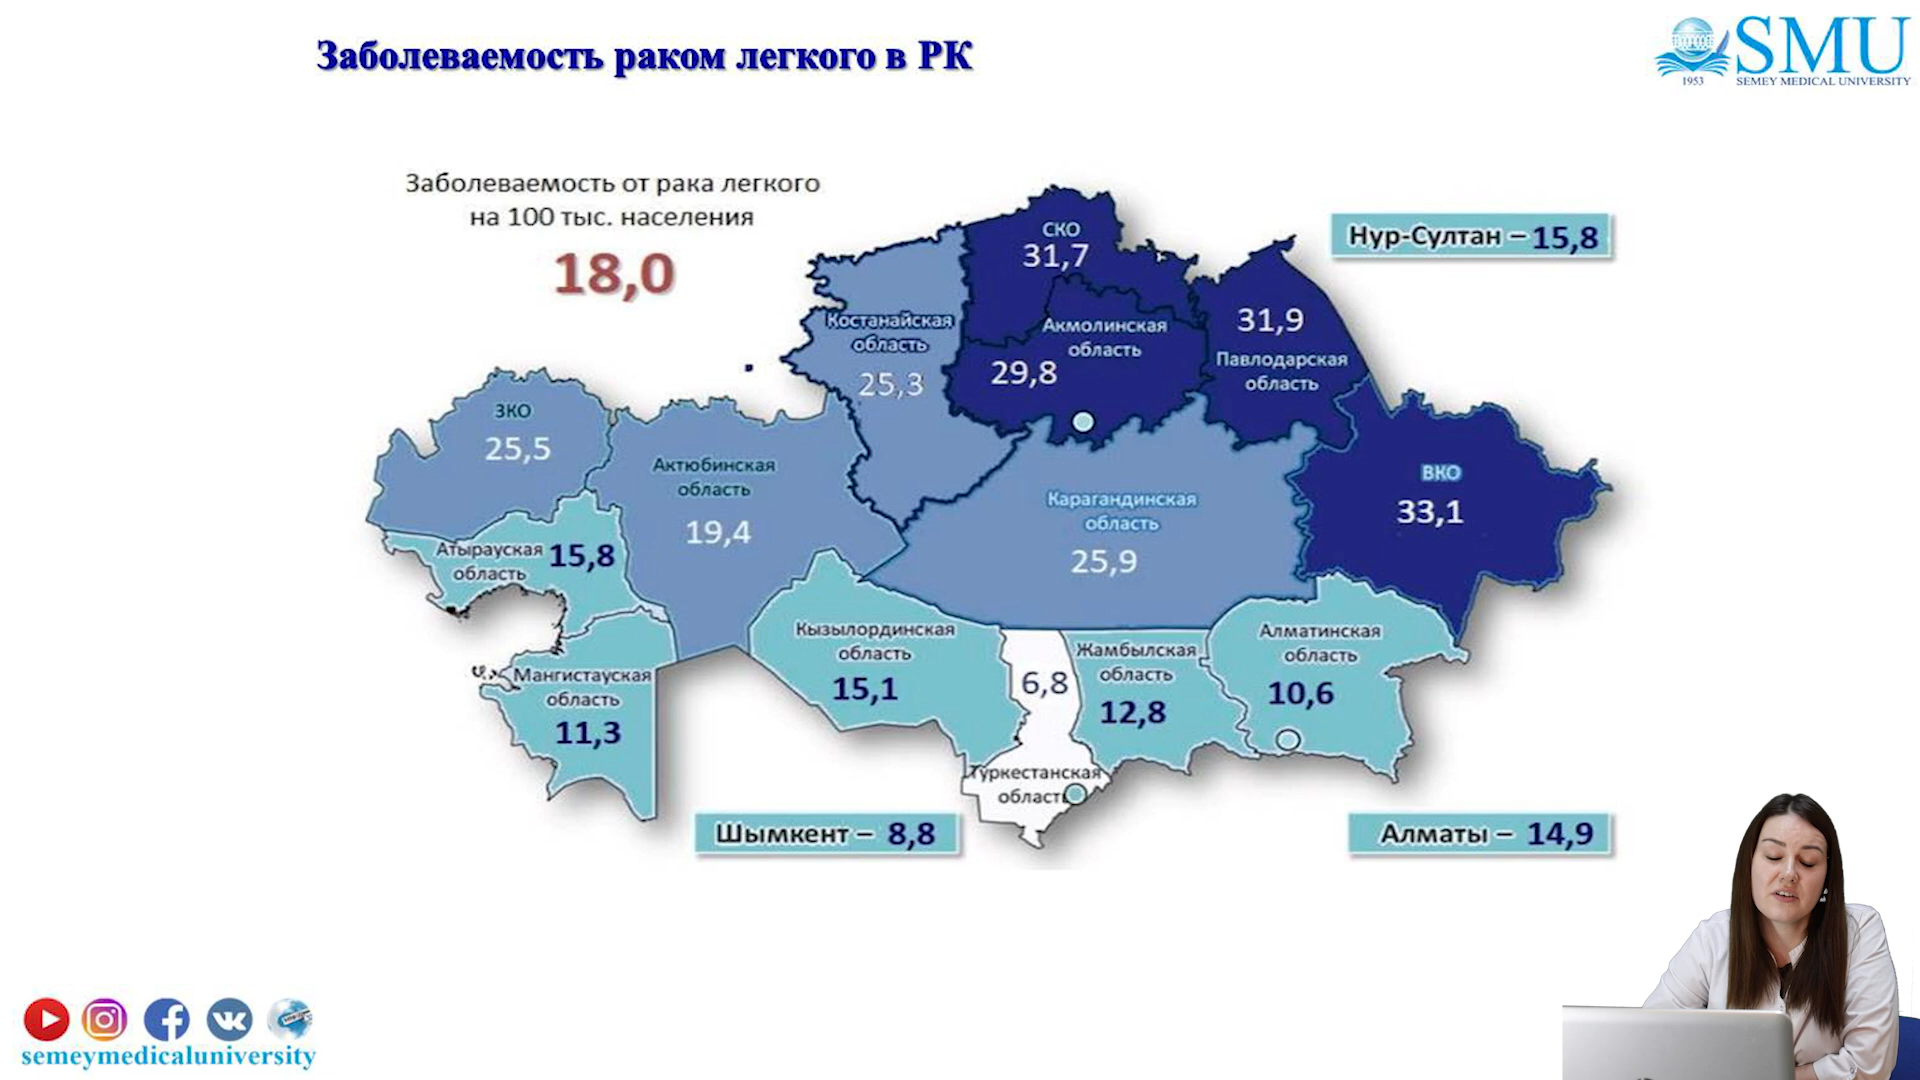 Заболеваемость раком легкого в РК
SMU
1953
SEMEY MEDICAL UNIVERSITY
Заболеваемость от рака легкого
на 100 тыс. населения
18,0
Нур-Султан – 15,8
СКО
31,7
Костанайская
область
25,3
Акмолинская
область
29,8
31,9
Павлодарская
область
ЗКО
25,5
Актюбинская
область
19,4
Карагандинская
область
25,9
ВКО
33,1
Атырауская
область
15,8
Мангистауская
область
11,3
Кызылординская
область
15,1
6,8
Туркестанская
область
Жамбылская
область
12,8
Алматинская
область
10,6
Шымкент – 8,8
Алматы – 14,9
semeymedicaluniversity